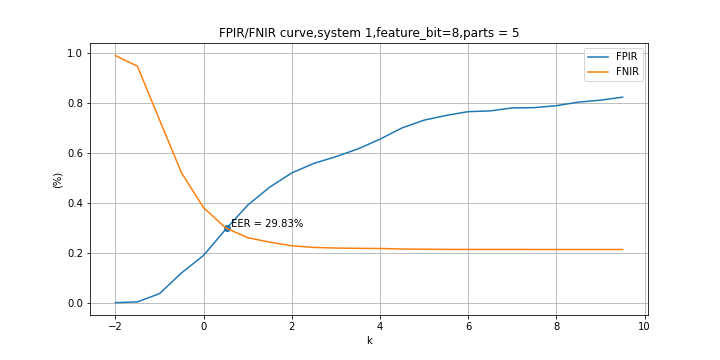 FPIR/FNIR curve,system 1,feature_bit=8,parts = 5
1.0
0.8
0.6
0.4
0.2
0.0
(%)
FPIR
FNIR
EER = 29.83%
−2
0
2
4
6
8
10
k